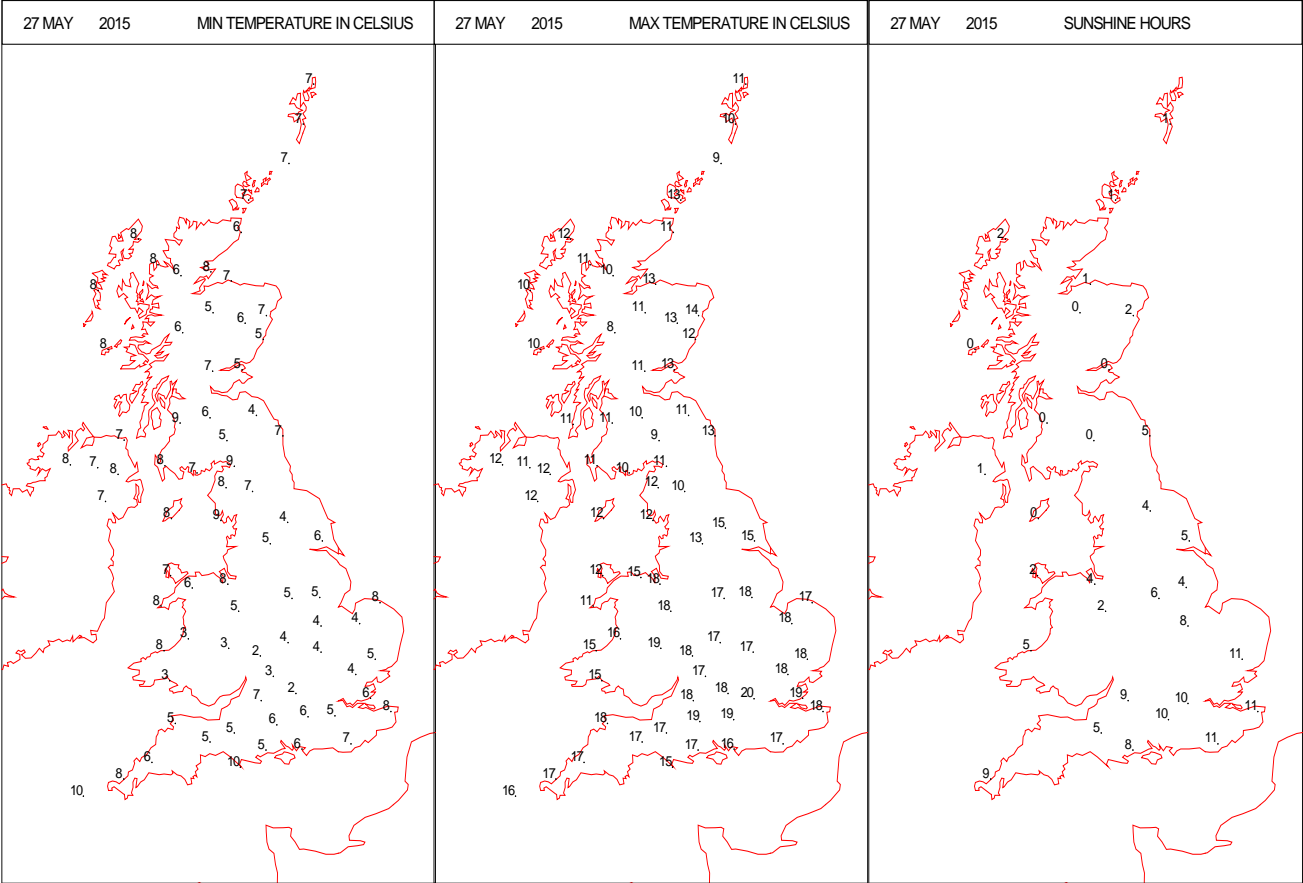 27 MAY 2015 MIN TEMPERATURE IN CELSIUS
7
7
7
7
6
8
8 6 8
8 7
5 6 7
6 5
8
7 5
9 6 4
5 7
7
8 7 8 8 7 9
7 8 7
8 9 4
5 6
7 6 8
8 5 5 5 8
4 4
3 3 4 4
8 2 5
3 3 4
7 2 6
8
5 6 6 5
5 5 5 6 7
6 10
8
10
27 MAY 2015 MAX TEMPERATURE IN CELSIUS
11
10
9
13
11
12
11 10
10 13
11 13 14
8 12
10
11 13
11 11 10 11
9 13
12 11 12 11 10 11
12 12 10
12 12 15
13 15
12 15 18
11 18 17 18 17
18
16 19 17 17
15 18 18
15 17 18
18 18 20 19
18
18 17 19 19
17 17 16 17
17 15
17
16
27 MAY 2015 SUNSHINE HOURS
1
1
2
1
0 2
0
0
0
0 5
1
0 4
5
2 4
2 6 4
8
5 11
9 10
11
5 10
8 11
9